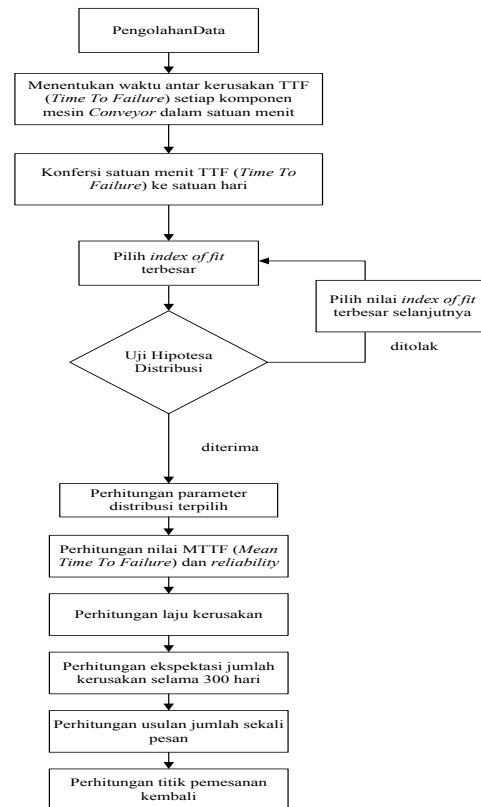 PengolahanData
Menentukan waktu antar kerusakan TTF
(Time To Failure) setiap komponen
mesin Conveyor dalam satuan menit
Konfersi satuan menit TTF (Time To
Failure) ke satuan hari
Pilih index of fit
terbesar
Pilih nilai index of fit
terbesar selanjutnya
Uji Hipotesa
Distribusi
ditolak
diterima
Perhitungan parameter
distribusi terpilih
Perhitungan nilai MTTF (Mean
Time To Failure) dan reliability
Perhitungan laju kerusakan
Perhitungan ekspektasi jumlah
kerusakan selama 300 hari
Perhitungan usulan jumlah sekali
pesan
Perhitungan titik pemesanan
kembali